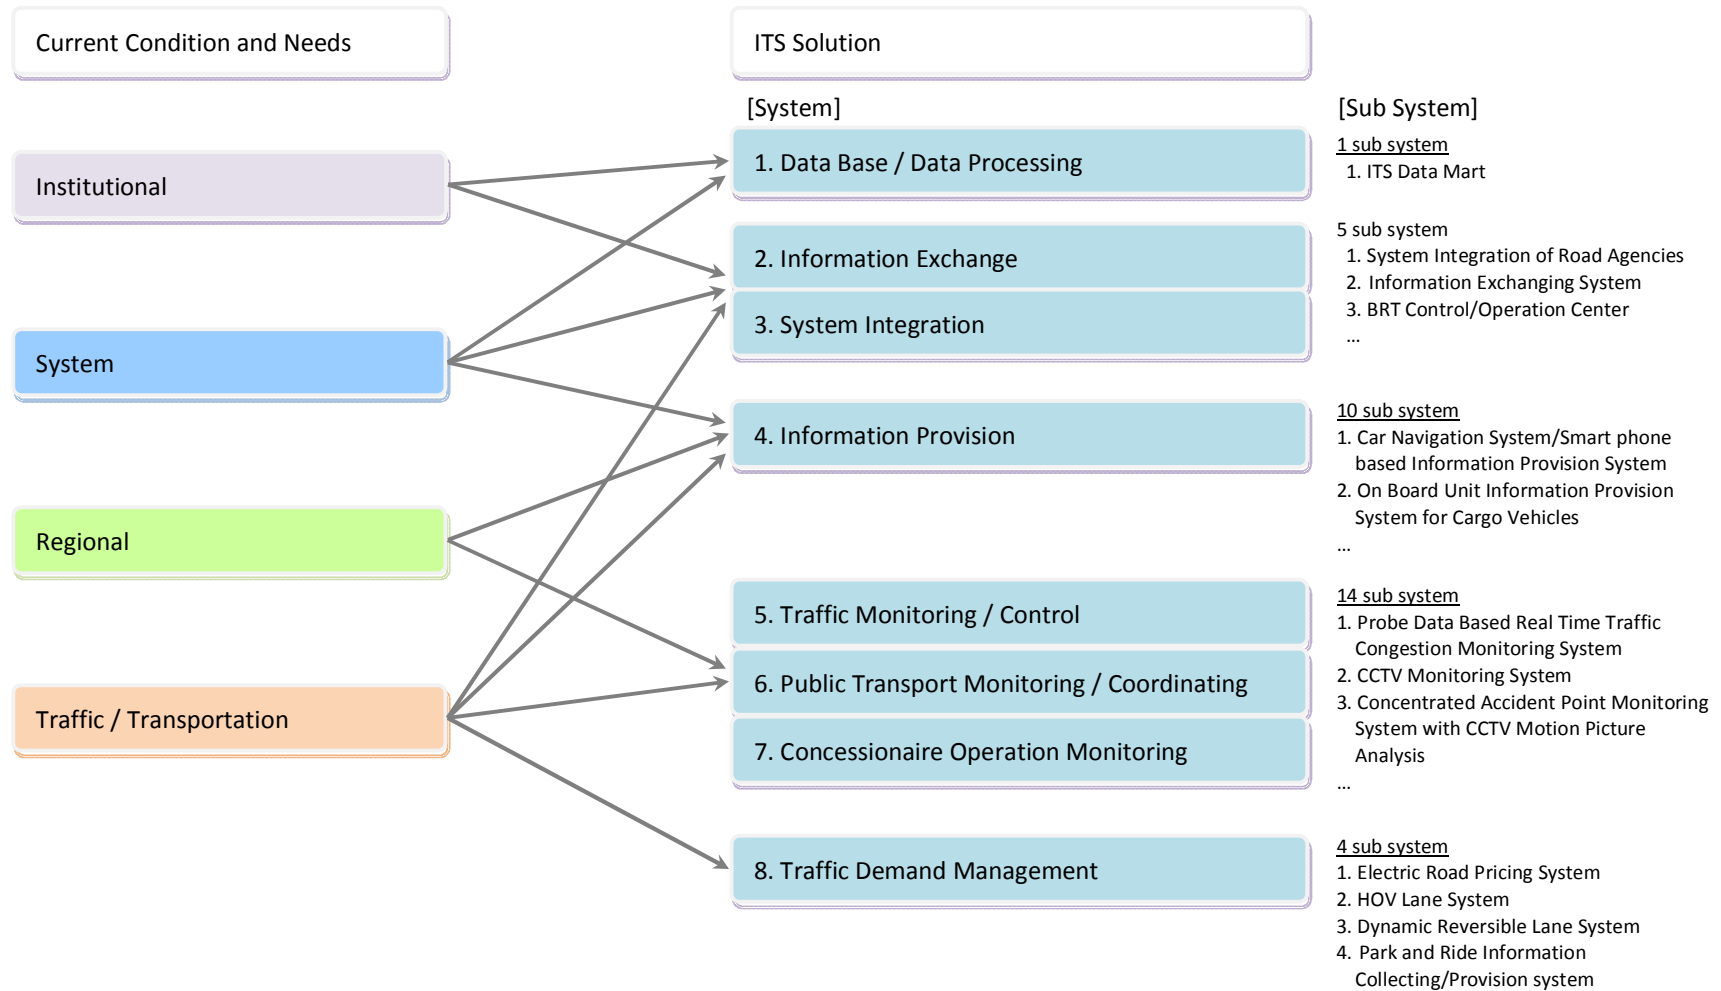 Current Condition and Needs
ITS Solution
[System]
[Sub System]
Institutional
System
Regional
Traffic / Transportation
1. Data Base / Data Processing
2. Information Exchange
3. System Integration
4. Information Provision
5. Traffic Monitoring / Control
6. Public Transport Monitoring / Coordinating
7. Concessionaire Operation Monitoring
8. Traffic Demand Management
1 sub system
1. ITS Data Mart
5 sub system
1. System Integration of Road Agencies
2. Information Exchanging System
3. BRT Control/Operation Center
...
10 sub system
1. Car Navigation System/Smart phone
based Information Provision System
2. On Board Unit Information Provision
System for Cargo Vehicles
...
14 sub system
1. Probe Data Based Real Time Traffic
Congestion Monitoring System
2. CCTV Monitoring System
3. Concentrated Accident Point Monitoring
System with CCTV Motion Picture
Analysis
...
4 sub system
1. Electric Road Pricing System
2. HOV Lane System
3. Dynamic Reversible Lane System
4. Park and Ride Information
Collecting/Provision system